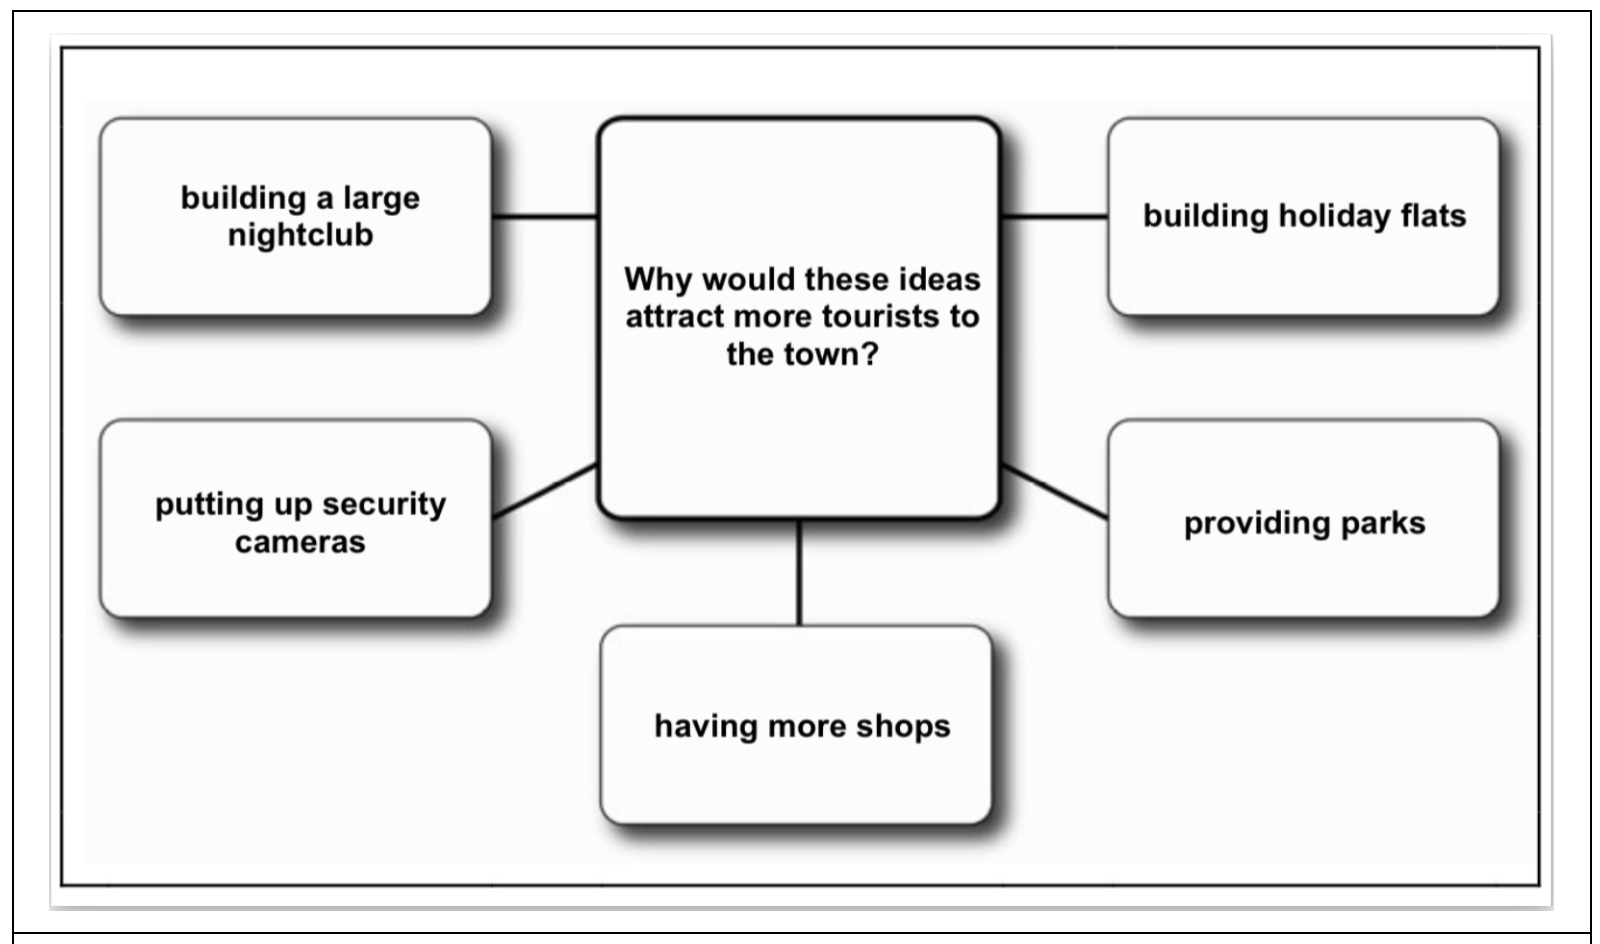 building a large
nightclub
Why would these ideas
attract more tourists to
the town?
building holiday flats
putting up security
cameras
providing parks
having more shops